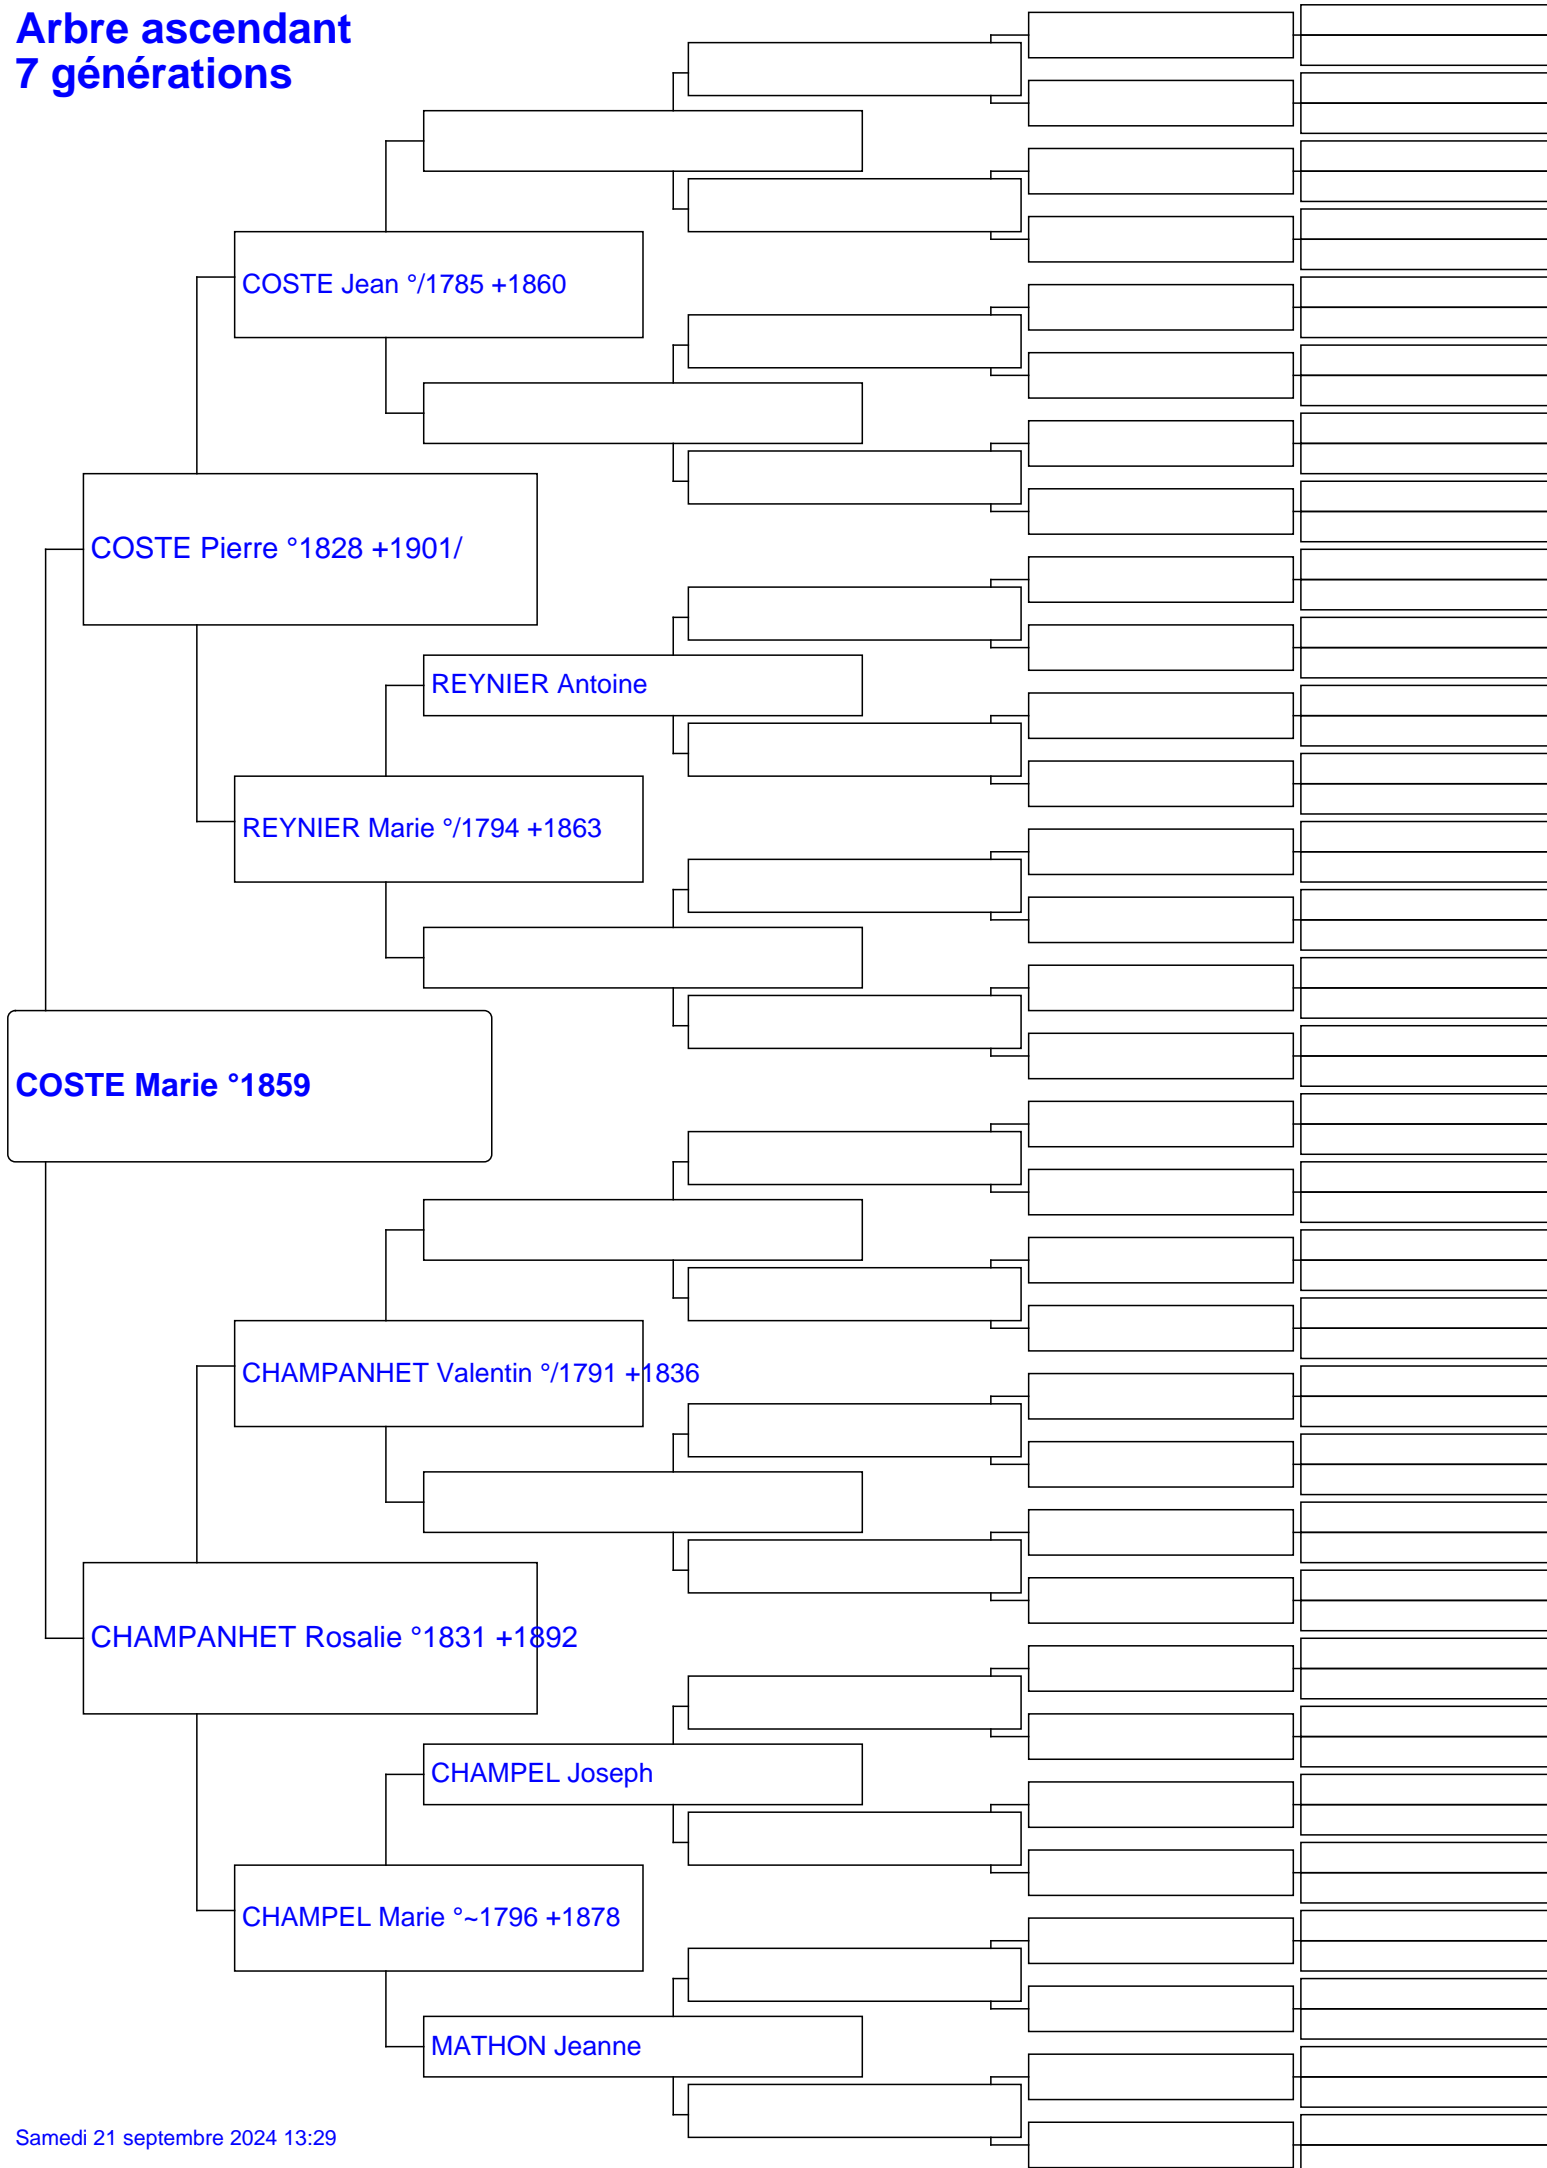 Arbre ascendant
7 générations
COSTE Jean °/1785 +1860
COSTE Pierre °1828 +1901/
REYNIER Antoine
REYNIER Marie °/1794 +1863
COSTE Marie °1859
CHAMPANHET Valentin °/1791 +1836
CHAMPANHET Rosalie °1831 +1892
CHAMPEL Joseph
CHAMPEL Marie °~1796 +1878
MATHON Jeanne
Samedi 21 septembre 2024 13:29